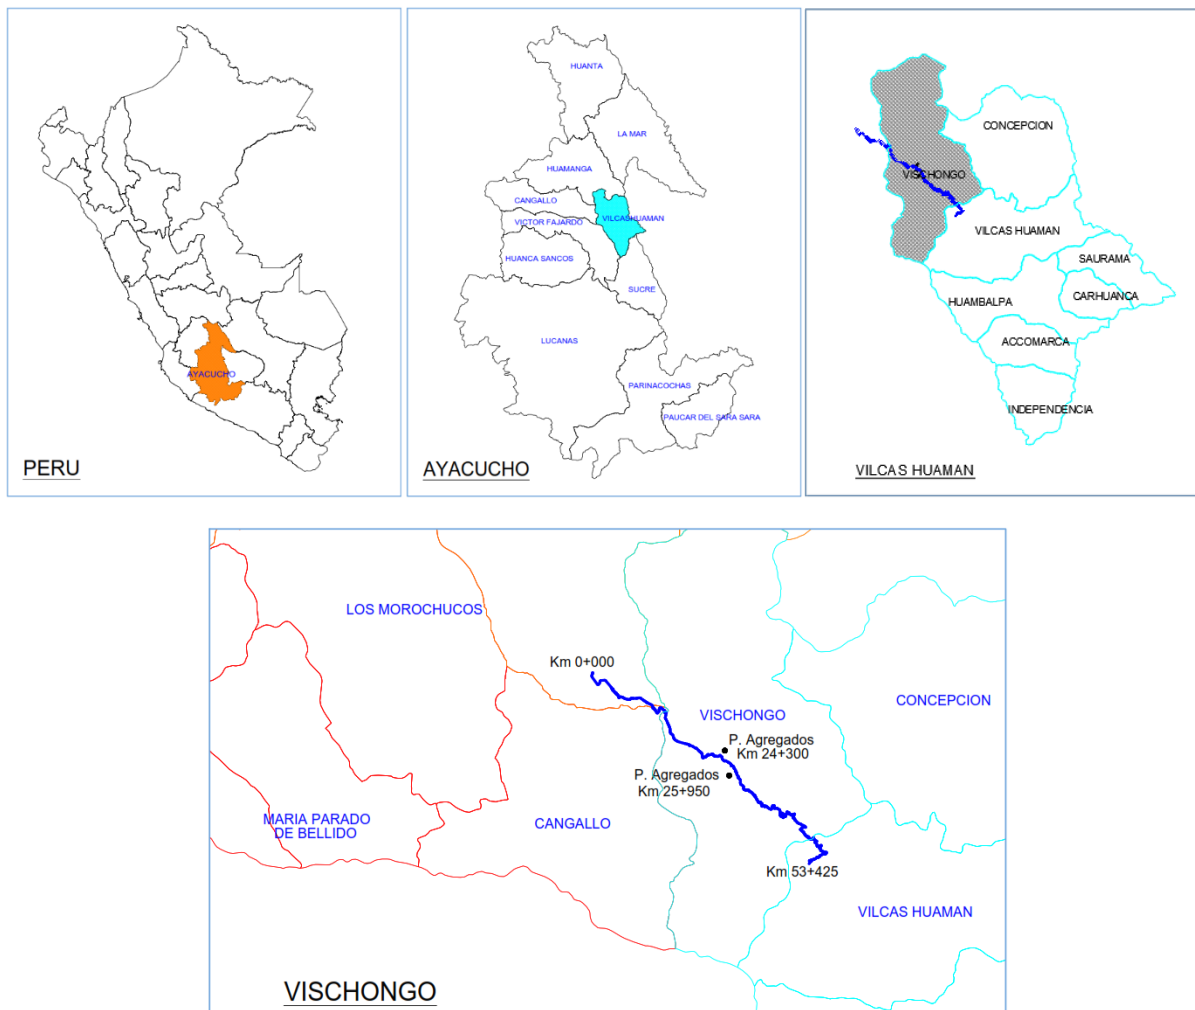 AYACUCHO
PERU
HUANTA
LA MAR
HUAMANGA
CANGALLO
VILCASHUAMAN
VICTOR FAJARDO
HUANCA SANCOS
SUCRE
LUCANAS
PARINACOCHAS
PAUCAR DEL SARA SARA
AYACUCHO
CONCEPCION
VISCHONGO
VILCAS HUAMAN
SAURAMA
HUAMBALPA
CARHUANCA
ACCOMARCA
INDEPENDENCIA
VILCAS HUAMAN
LOS MOROCHUCOS
Km 0+000
CONCEPCION
VISCHONGO
P. Agregados
Km 24+300
P. Agregados
Km 25+950
MARIA PARADO
DE BELLIDO
CANGALLO
Km 53+425
VILCAS HUAMAN
VISCHONGO